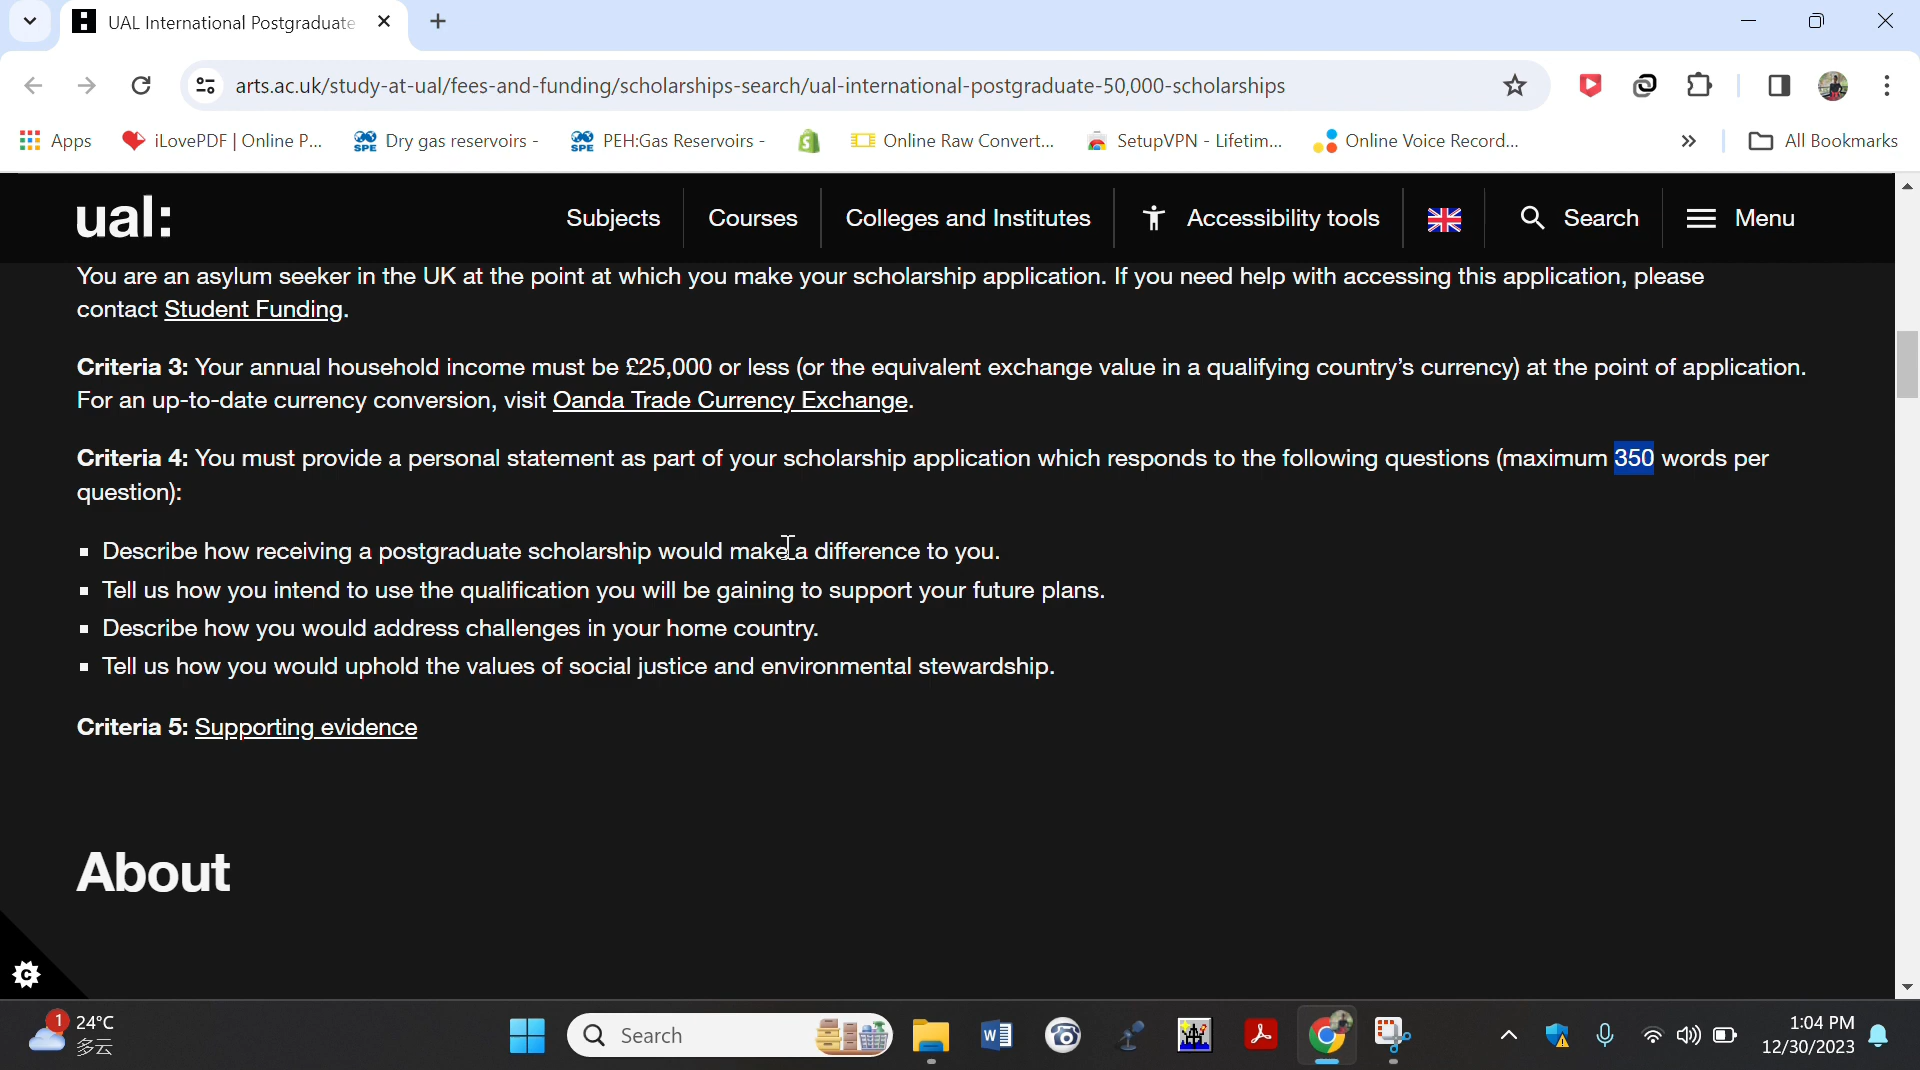 UAL International Postgraduate
arts.ac.uk/study-at-ual/fees-and-funding/scholarships-search/ual-international-postgraduate-50,000-scholarships
Apps
iLovePDF | Online P...
SPE
Dry gas reservoirs -
SPE
PEH:Gas Reservoirs -
Online Raw Convert...
SetupVPN - Lifetim...
Online Voice Record...
All Bookmarks
ual:
Subjects
Courses
Colleges and Institutes
Accessibility tools
Search
Menu
You are an asylum seeker in the UK at the point at which you make your scholarship application. If you need help with accessing this application, please
contact Student Funding.
Criteria 3: Your annual household income must be £25,000 or less (or the equivalent exchange value in a qualifying country’s currency) at the point of application.
For an up-to-date currency conversion, visit Oanda Trade Currency Exchange.
Criteria 4: You must provide a personal statement as part of your scholarship application which responds to the following questions (maximum 350 words per
question):
Describe how receiving a postgraduate scholarship would make a difference to you.
Tell us how you intend to use the qualification you will be gaining to support your future plans.
Describe how you would address challenges in your home country.
Tell us how you would uphold the values of social justice and environmental stewardship.
Criteria 5: Supporting evidence
About
C
1
24°C
多云
Search
1:04 PM
12/30/2023